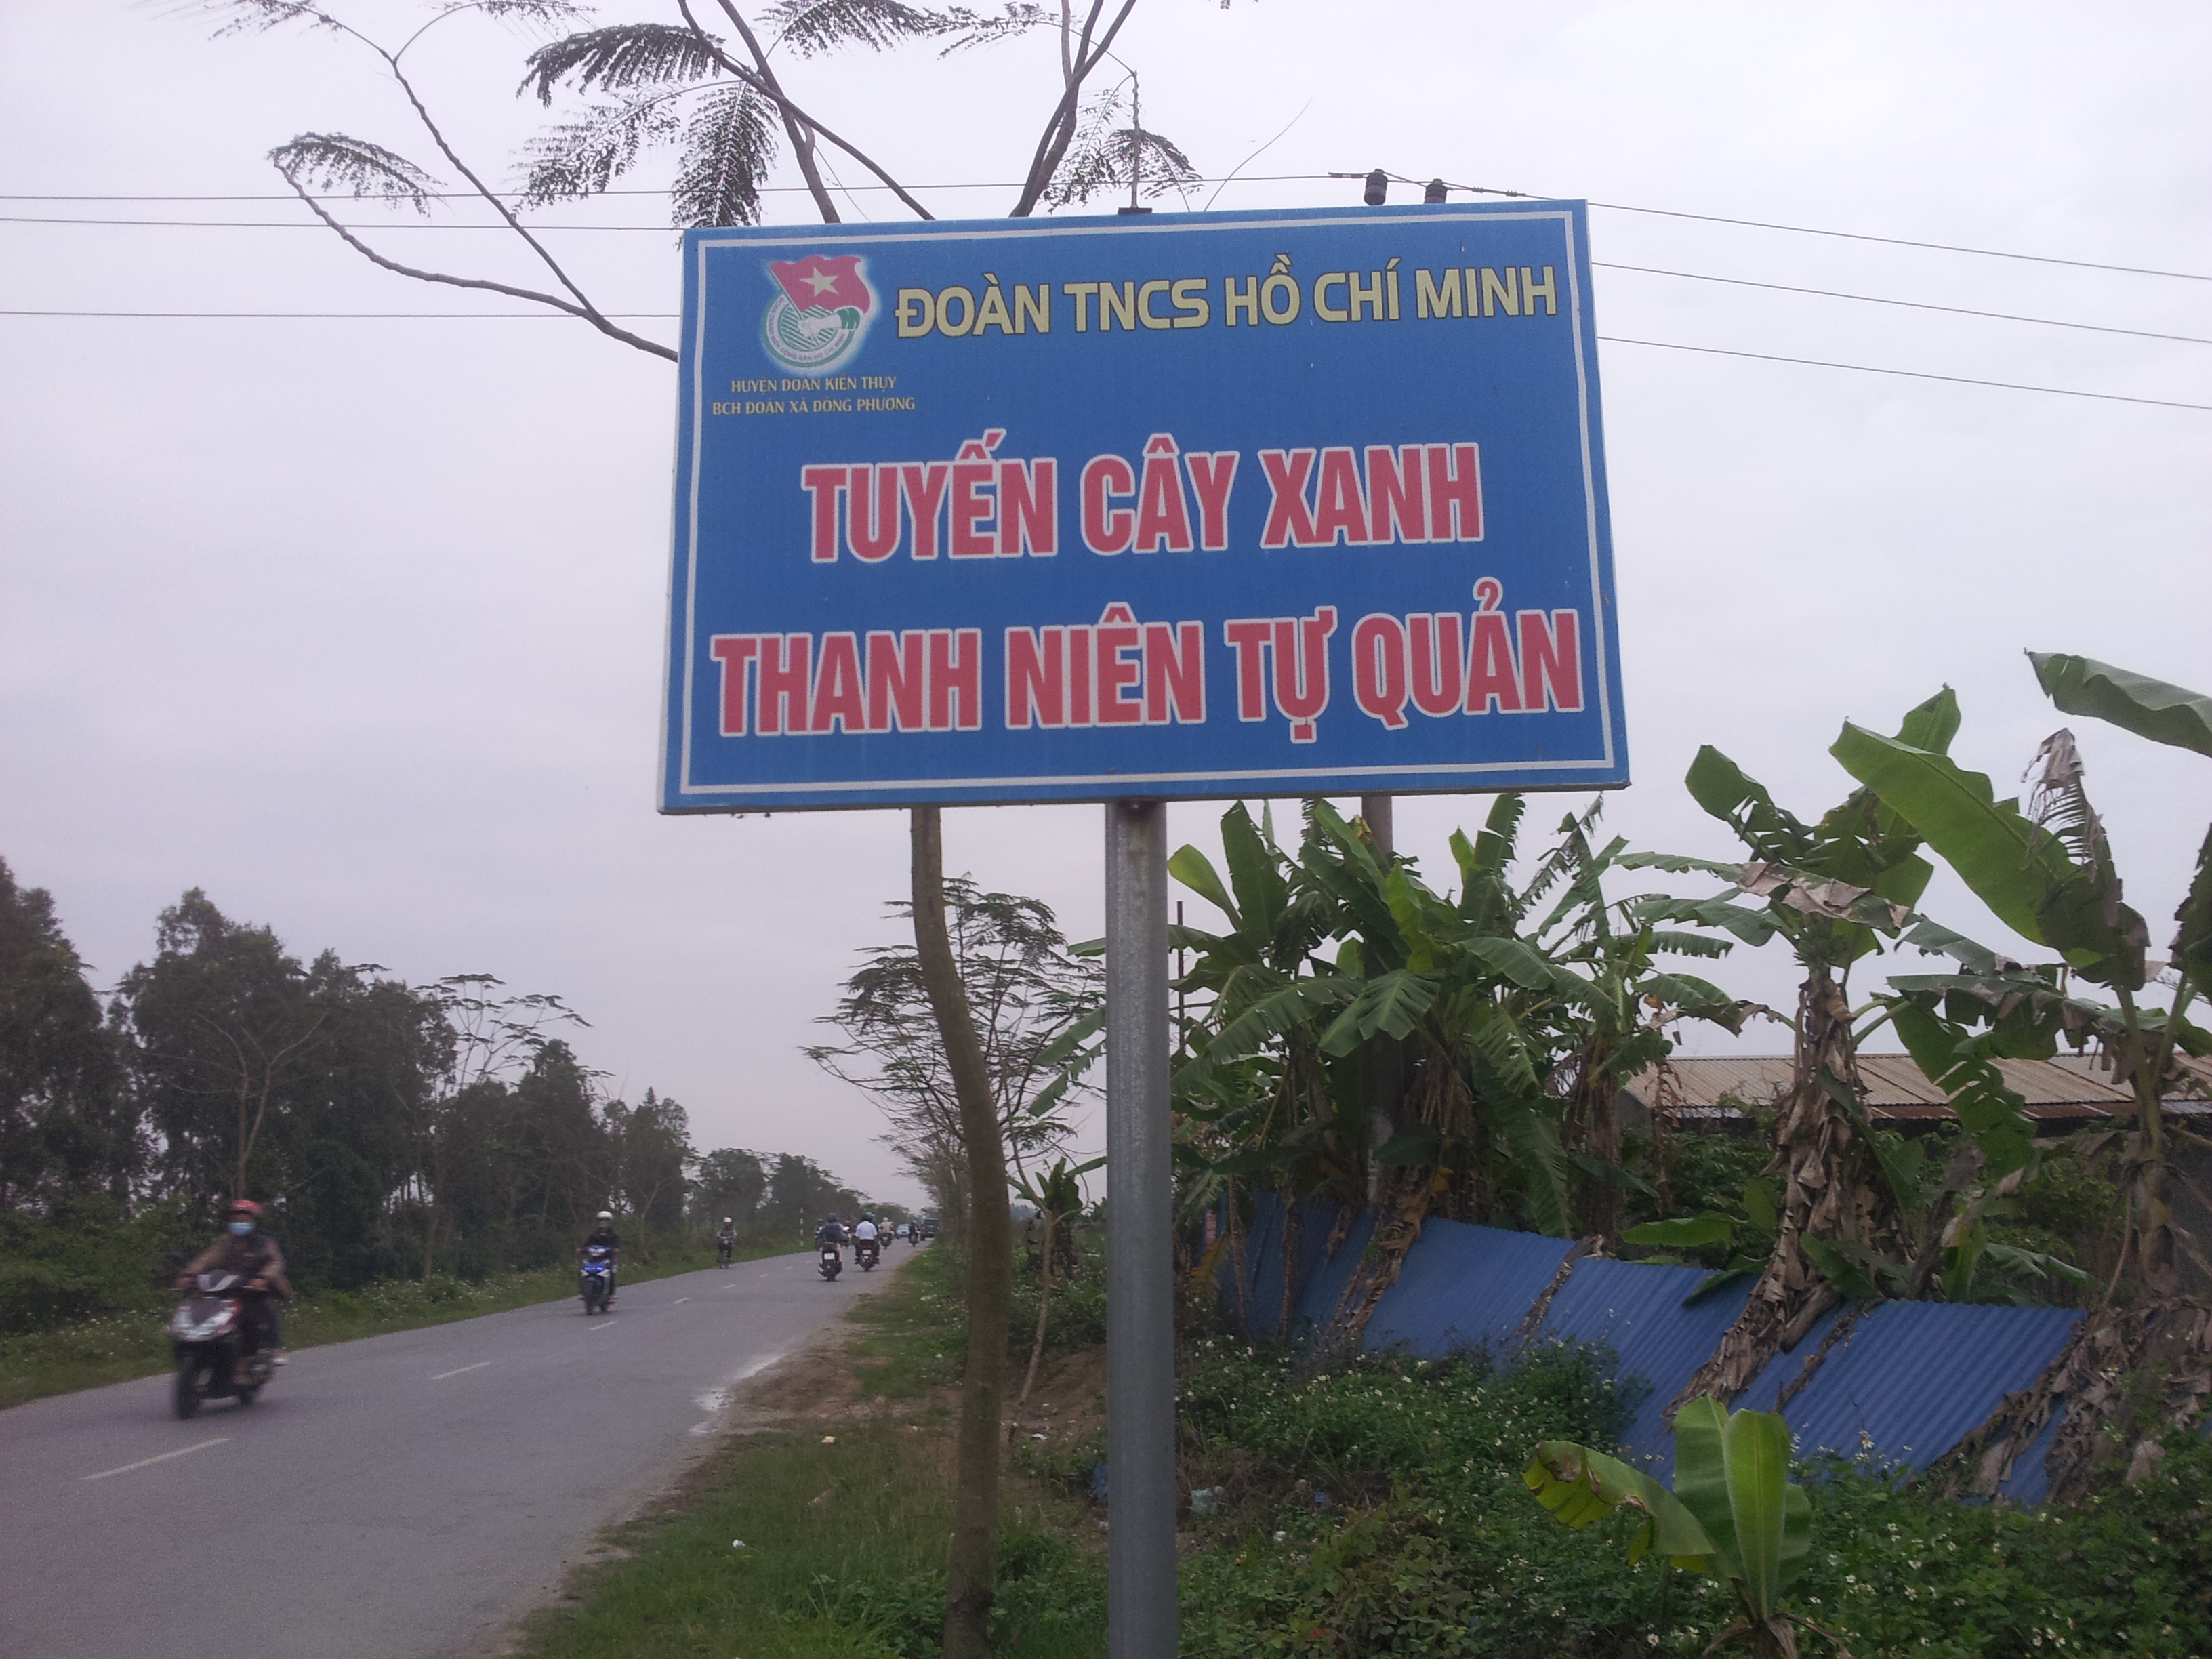 ĐOÀN TNCS HỒ CHÍ MINH
HUYỆN ĐOÀN KIẾN THỤY
BCH ĐOÀN XÃ ĐÔNG PHƯƠNG
TUYẾN CÂY XANH
THANH NIÊN TỰ QUẢN